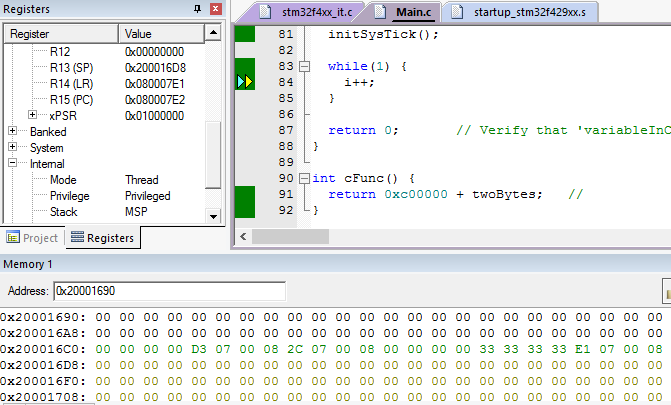 Registers
Register Value
R12 0x00000000
R13 (SP) 0x200016D8
R14 (LR) 0x080007E1
R15 (PC) 0x080007E2
xPSR 0x01000000
Banked
System
Internal
Mode Thread
Privilege Privileged
Stack MSP
Project Registers
stm32f4xx_it.c Main.c startup_stm32f429xx.s
81 initSysTick();
82
83 while(1) {
84 i++;
85 }
86
87 return 0; // Verify that 'variableInC
88 }
89
90 int cFunc() {
91 return 0xc00000 + twoBytes; //
92 }
Memory 1
Address: 0x20001690
0x20001690: 00 00 00 00 00 00 00 00 00 00 00 00 00 00 00 00 00 00 00 00 00 00 00 00
0x200016A8: 00 00 00 00 00 00 00 00 00 00 00 00 00 00 00 00 00 00 00 00 00 00 00 00
0x200016C0: 00 00 00 00 D3 07 00 08 2C 07 00 08 00 00 00 00 33 33 33 33 E1 07 00 08
0x200016D8: 00 00 00 00 00 00 00 00 00 00 00 00 00 00 00 00 00 00 00 00 00 00 00 00
0x200016F0: 00 00 00 00 00 00 00 00 00 00 00 00 00 00 00 00 00 00 00 00 00 00 00 00
0x20001708: 00 00 00 00 00 00 00 00 00 00 00 00 00 00 00 00 00 00 00 00 00 00 00 00